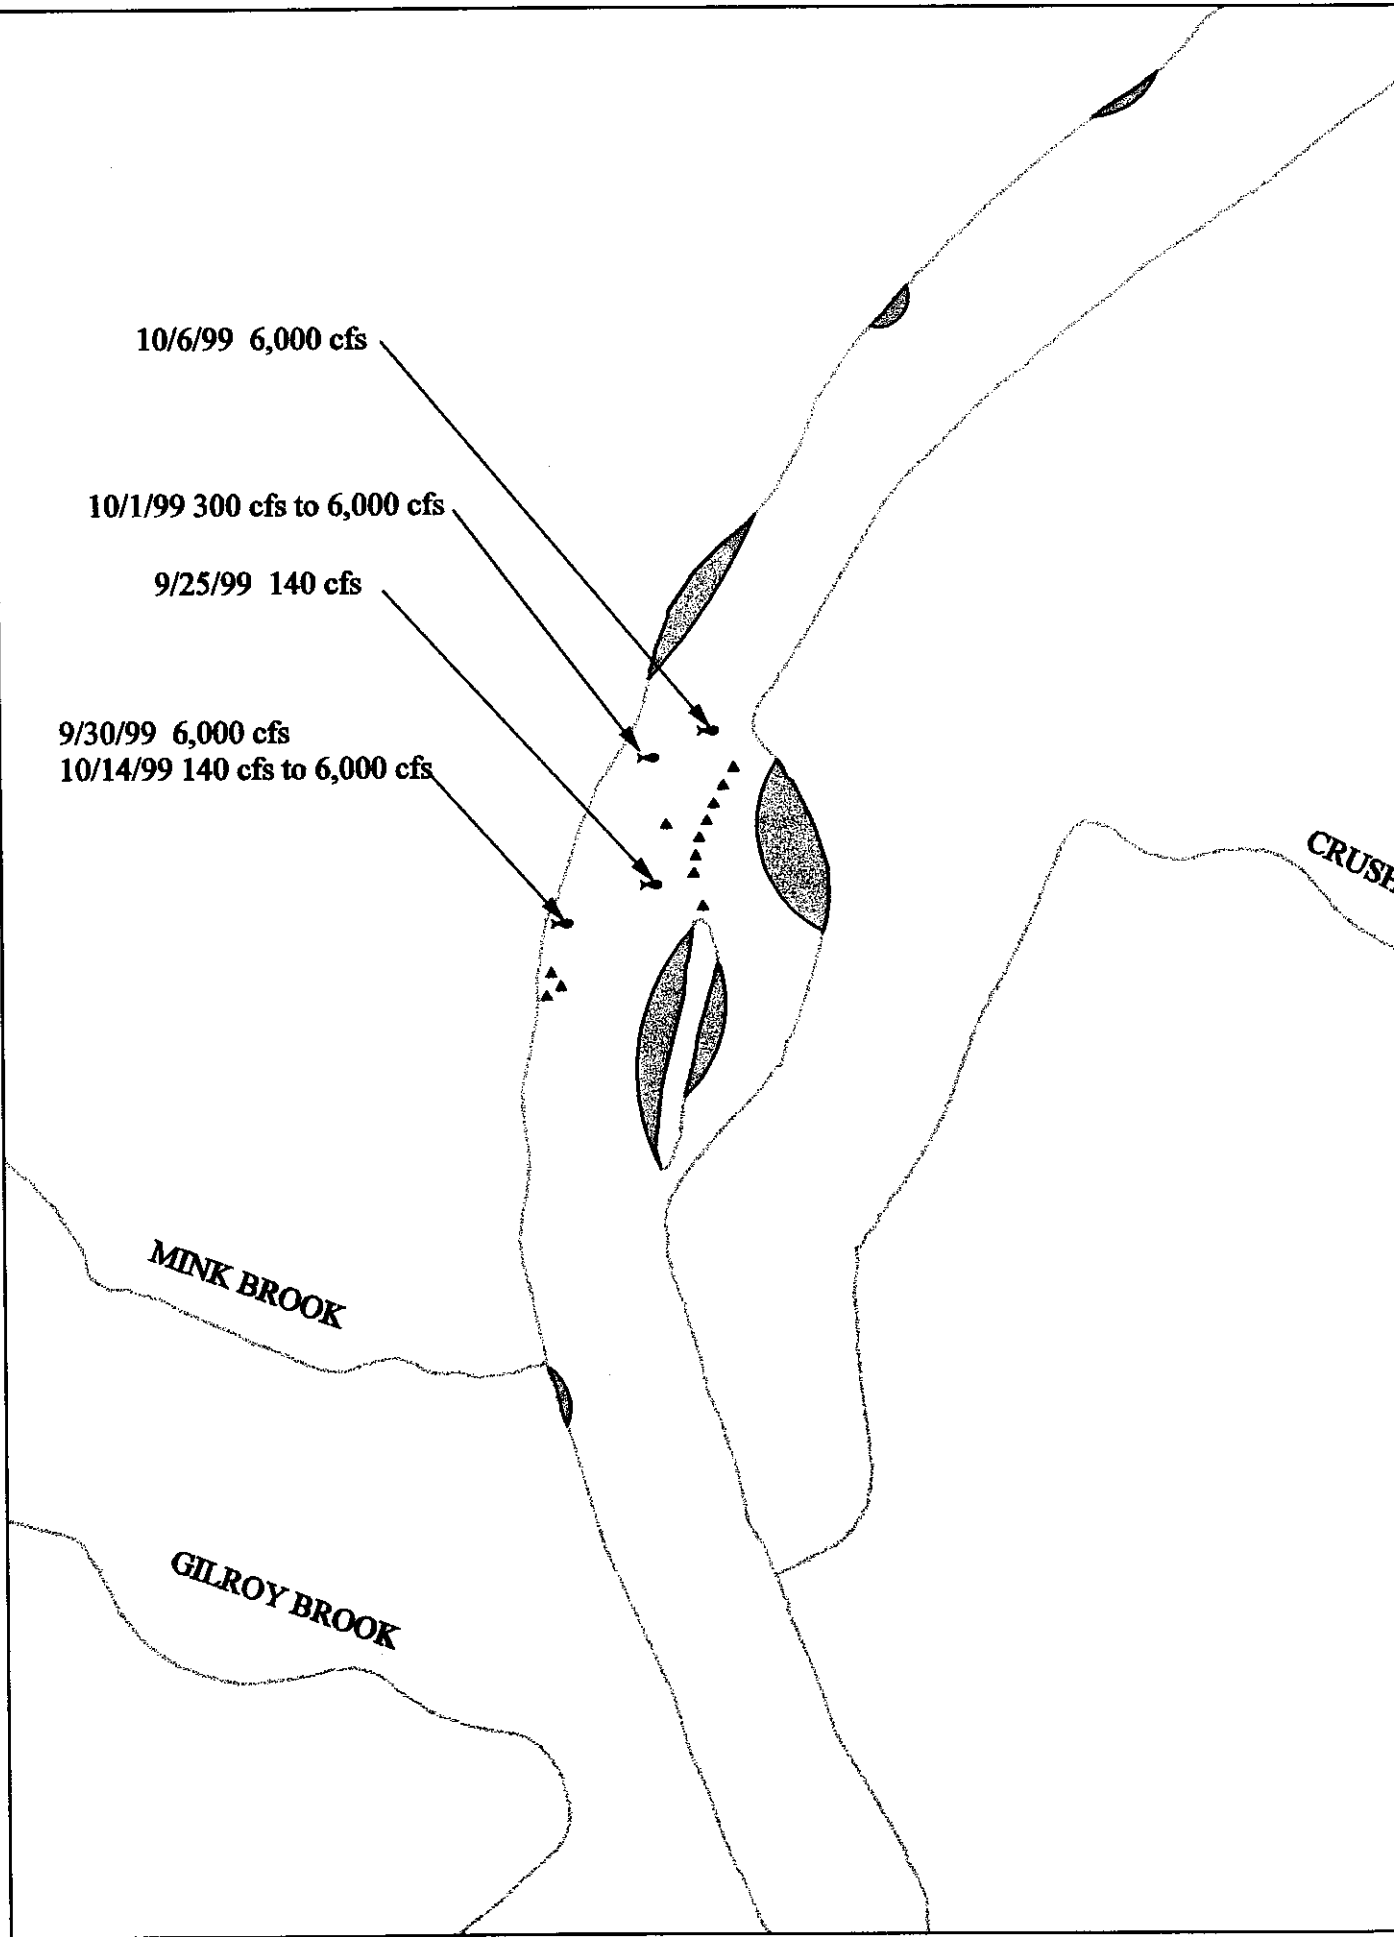 10/6/99 6,000 cfs
10/1/99 300 cfs to 6,000 cfs
9/25/99 140 cfs
9/30/99 6,000 cfs
10/14/99 140 cfs to 6,000 cfs
CRUSH
MINK BROOK
GILROY BROOK